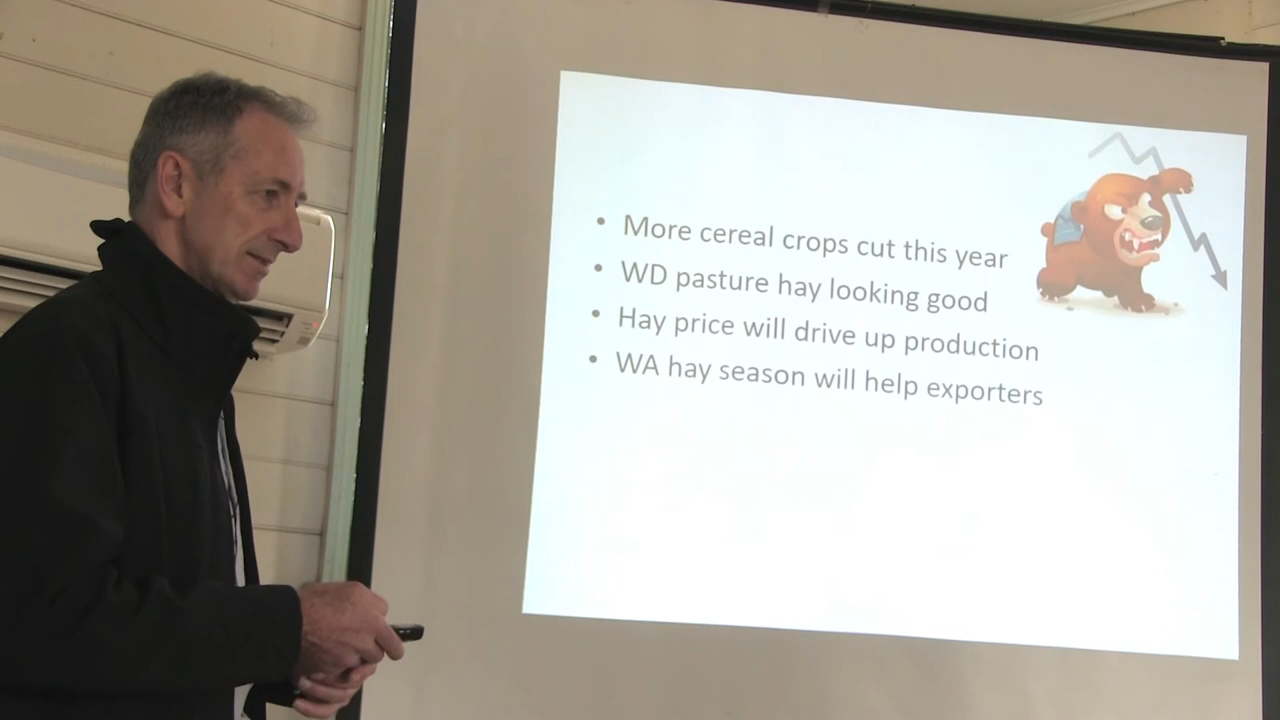 • More cereal crops cut this year
• WD pasture hay looking good
• Hay price will drive up production
• WA hay season will help exporters